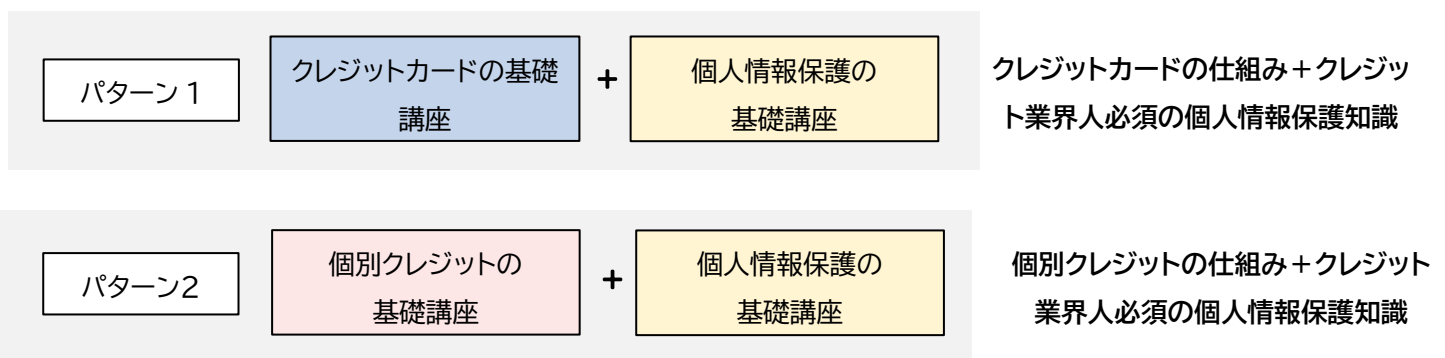 パターン1
クレジットカードの基礎
講座
+
個人情報保護の
基礎講座
クレジットカードの仕組み＋クレジッ
ト業界人必須の個人情報保護知識
パターン2
個別クレジットの
基礎講座
+
個人情報保護の
基礎講座
個別クレジットの仕組み＋クレジット
業界人必須の個人情報保護知識